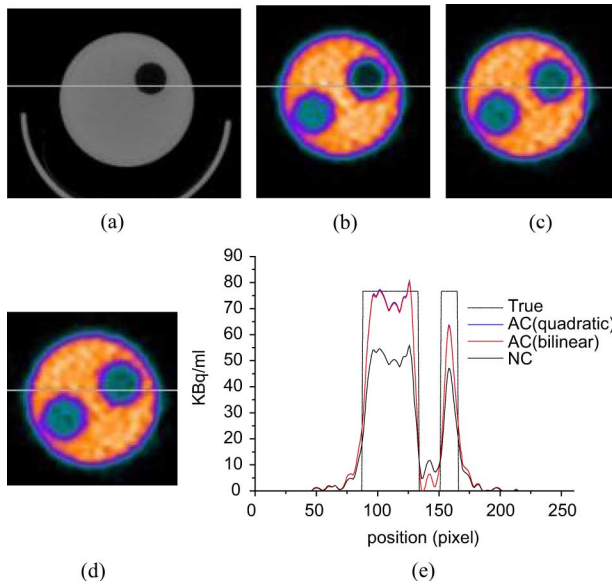 (a)
(b)
(c)
(d)
90
80
70
60
50
40
30
20
10
0
KBq/ml
0
50
100
150
200
250
position (pixel)
True
AC(quadratic)
AC(bilinear)
NC
(e)